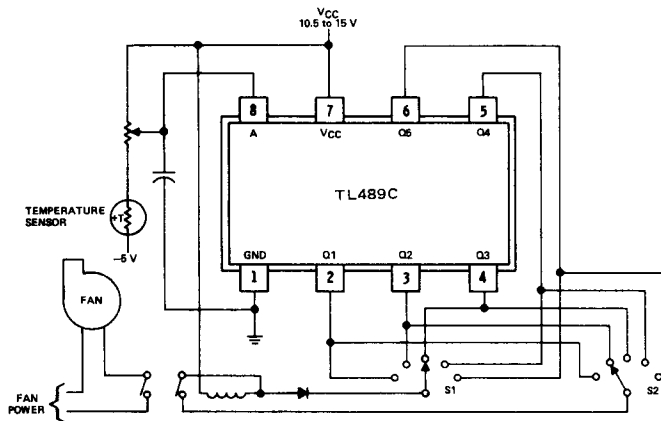 VCC
10.5 to 15 V
8
7
6
5
A
VCC
Q5
Q4
TL489C
TEMPERATURE
SENSOR
+T
–5 V
GND
Q1
Q2
Q3
1
2
3
4
FAN
S1
S2
FAN
POWER